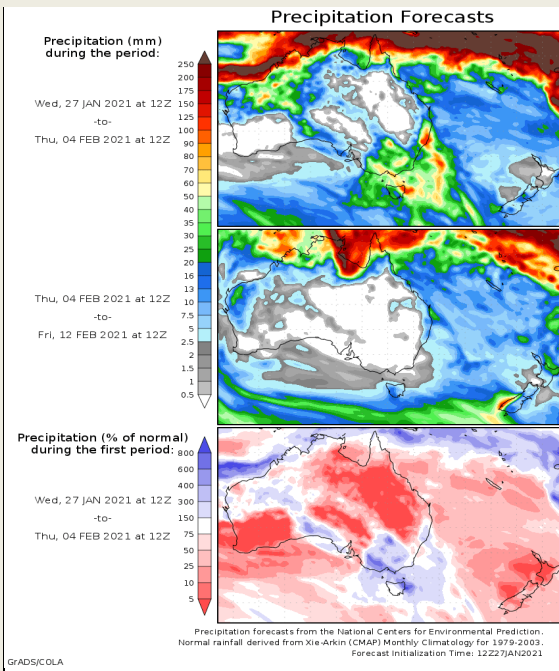 Precipitation Forecasts
Precipitation (mm)
during the period:
Wed, 27 JAN 2021 at 12Z
-to-
Thu, 04 FEB 2021 at 12Z
250
200
175
150
125
100
90
80
70
60
50
40
35
30
25
20
16
13
10
7.5
5
2.5
2
1.5
1
0.5
Thu, 04 FEB 2021 at 12Z
-to-
Fri, 12 FEB 2021 at 12Z
Precipitation (% of normal)
during the first period:
Wed, 27 JAN 2021 at 12Z
-to-
Thu, 04 FEB 2021 at 12Z
800
600
400
300
150
75
50
25
10
5
Precipitation forecasts from the National Centers for Environmental Prediction.
Normal rainfall derived from Xie-Arkin (CMAP) Monthly Climatology for 1979-2003.
Forecast Initialization Time: 12Z27JAN2021
GrADS/COLA